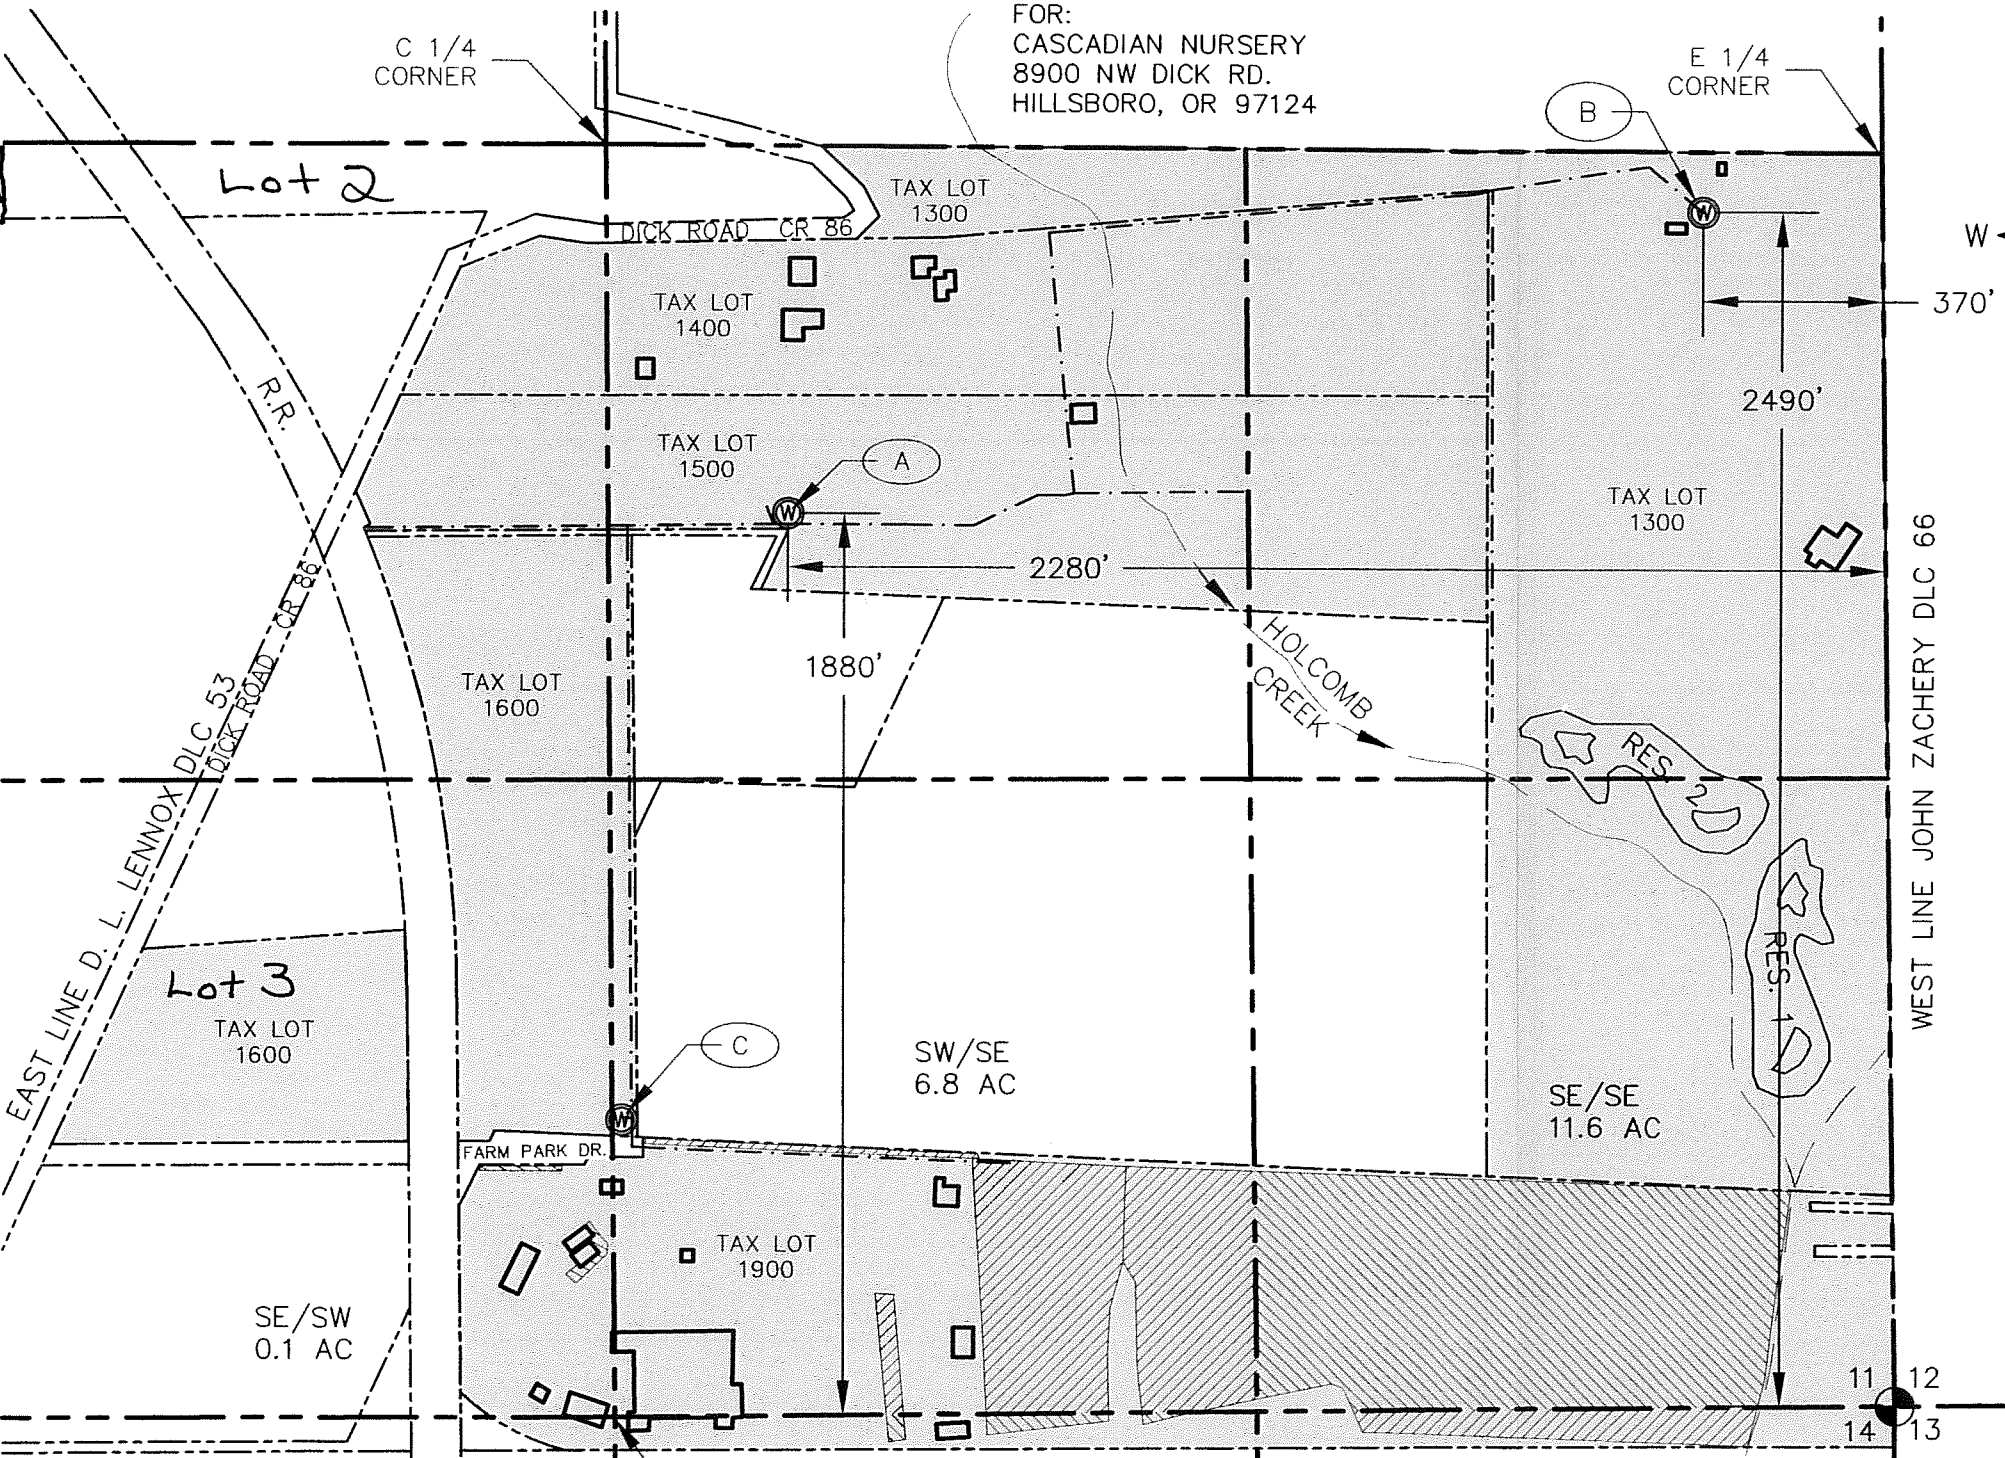 FOR:
CASCADIAN NURSERY
8900 NW DICK RD.
HILLSBORO, OR 97124
C 1/4
CORNER
E 1/4
CORNER
B
Lot 2
TAX LOT
1300
W
W
DICK ROAD CR 86
370'
TAX LOT
1400
R.R.
2490'
TAX LOT
1500
A
W
TAX LOT
1300
2280'
WEST LINE JOHN ZACHERY DLC 66
HOLCOMB
CREEK
1880'
TAX LOT
1600
EAST LINE D. L. LENNOX DLC 53
DICK ROAD CR 86
RES. 2
RES. 1
Lot 3
TAX LOT
1600
C
W
SW/SE
6.8 AC
SE/SE
11.6 AC
FARM PARK DR.
TAX LOT
1900
SE/SW
0.1 AC
11 12
14 13